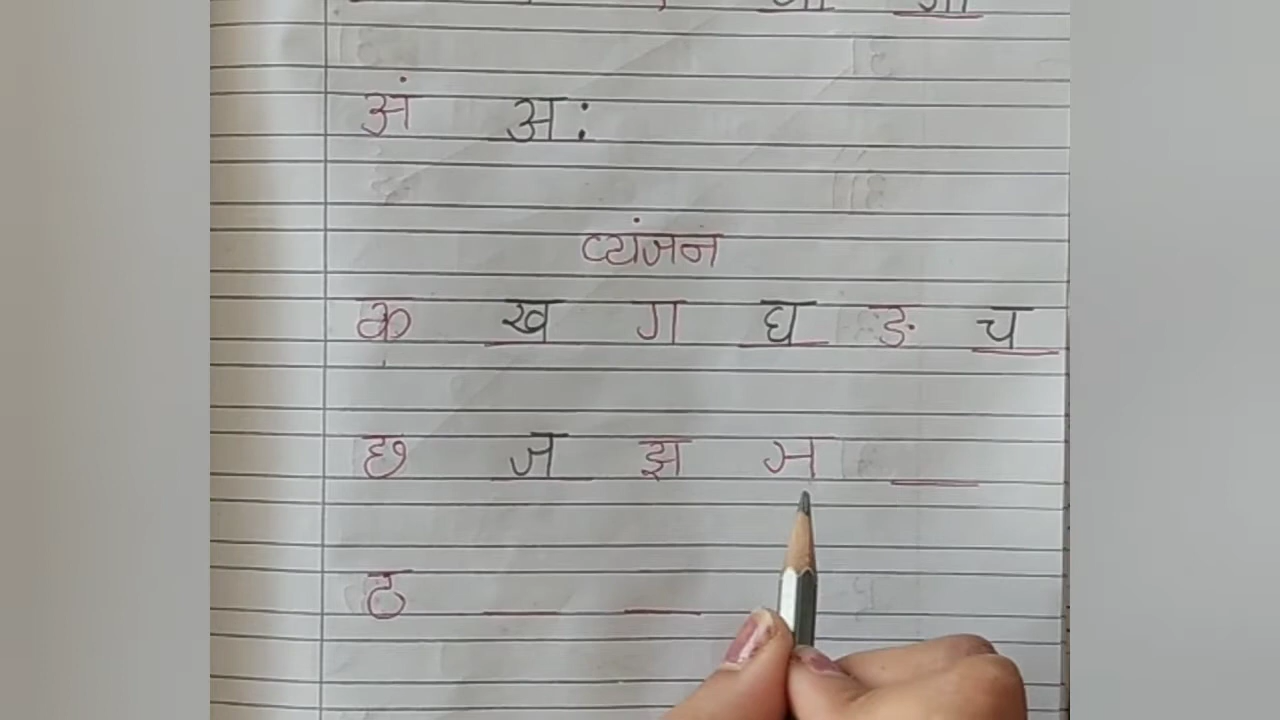 अं अः
व्यंजन
क ख ग घ ङ च
छ ज झ ञ
ठ